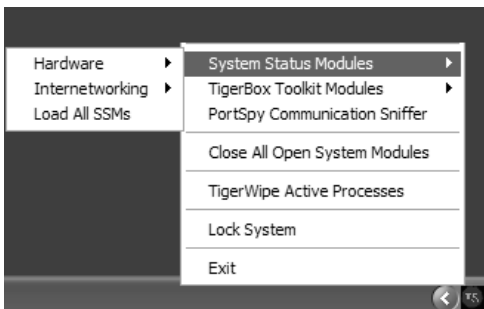 Hardware
Internetworking
Load All SSMs
System Status Modules
TigerBox Toolkit Modules
PortSpy Communication Sniffer
Close All Open System Modules
TigerWipe Active Processes
Lock System
Exit
TS